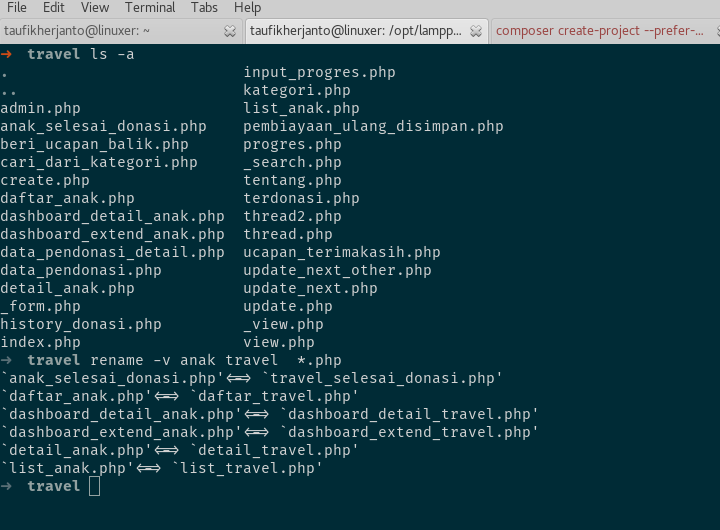 File Edit View Terminal Tabs Help
taufikherjanto@linuxer: ~
taufikherjanto@linuxer: /opt/lampp...
composer create-project --prefer-...
➜ travel ls -a
. input_progres.php
.. kategori.php
admin.php list_anak.php
anak_selesai_donasi.php pembiayaan_ulang_disimpan.php
beri_ucapan_balik.php progres.php
cari_dari_kategori.php _search.php
create.php tentang.php
daftar_anak.php terdonasi.php
dashboard_detail_anak.php thread2.php
dashboard_extend_anak.php thread.php
data_pendonasi_detail.php ucapan_terimakasih.php
data_pendonasi.php update_next_other.php
detail_anak.php update_next.php
_form.php update.php
history_donasi.php _view.php
index.php view.php
➜ travel rename -v anak travel *.php
`anak_selesai_donasi.php'<=> `travel_selesai_donasi.php'
`daftar_anak.php'<=> `daftar_travel.php'
`dashboard_detail_anak.php'<=> `dashboard_detail_travel.php'
`dashboard_extend_anak.php'<=> `dashboard_extend_travel.php'
`detail_anak.php'<=> `detail_travel.php'
`list_anak.php'<=> `list_travel.php'
➜ travel